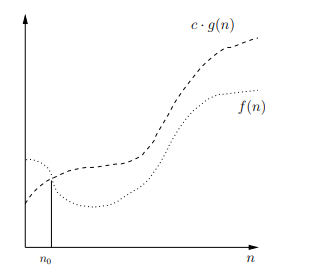 c · g(n)
f(n)
n₀
n